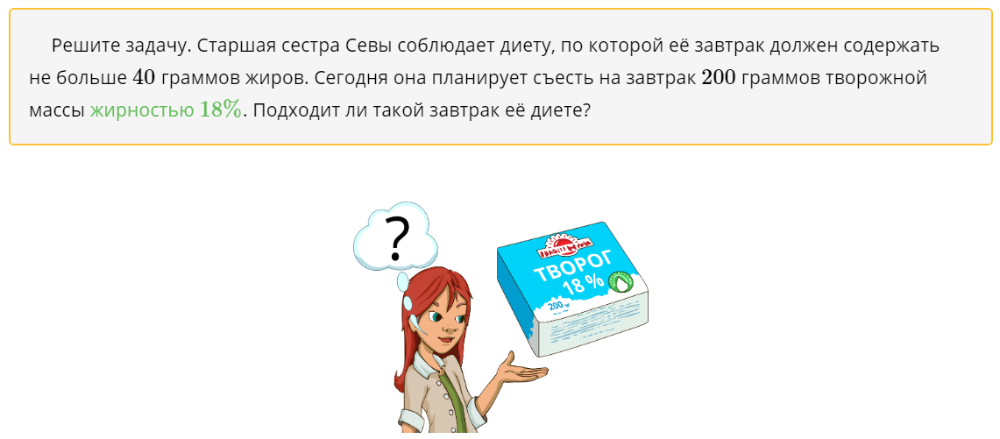 Решите задачу. Старшая сестра Севы соблюдает диету, по которой её завтрак должен содержать
не больше 40 граммов жиров. Сегодня она планирует съесть на завтрак 200 граммов творожной
массы жирностью 18%. Подходит ли такой завтрак её диете?
?
ТВОРОГ
18 %
200